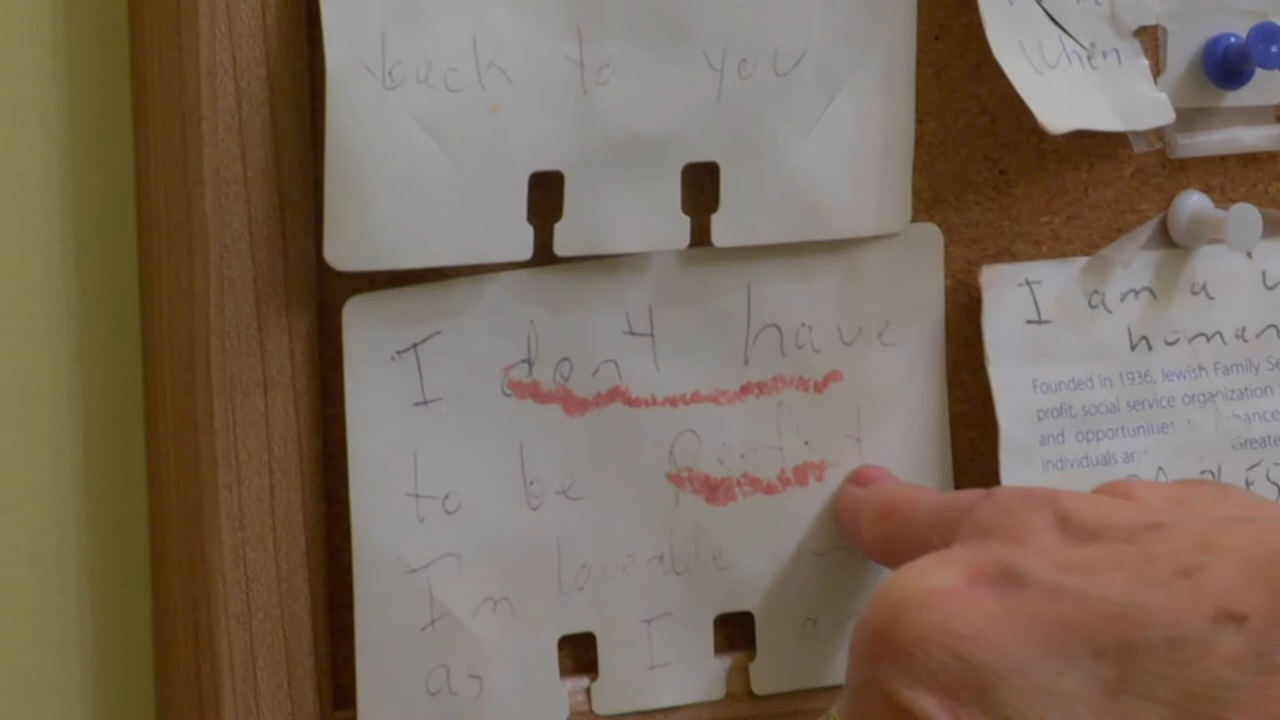 back to you
When
I don't have
to be perfect
I'm loveable
as I a
I am a
human
Founded in 1936, Jewish Family Se
profit, social service organization
and opportunities
Greate
individuals ar